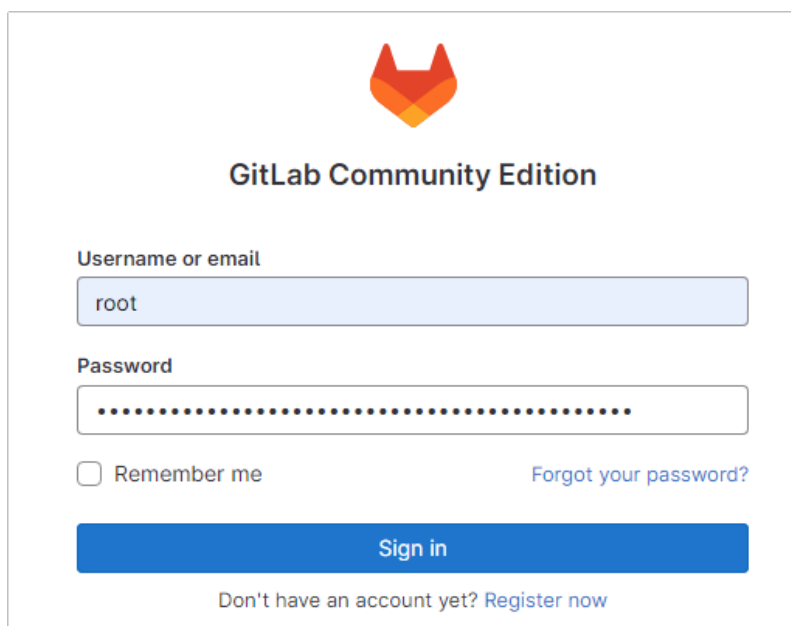 GitLab Community Edition
Username or email
root
Password
••••••••••••••••••••••••••••••••••••••••••••
Remember me Forgot your password?
Sign in
Don't have an account yet? Register now